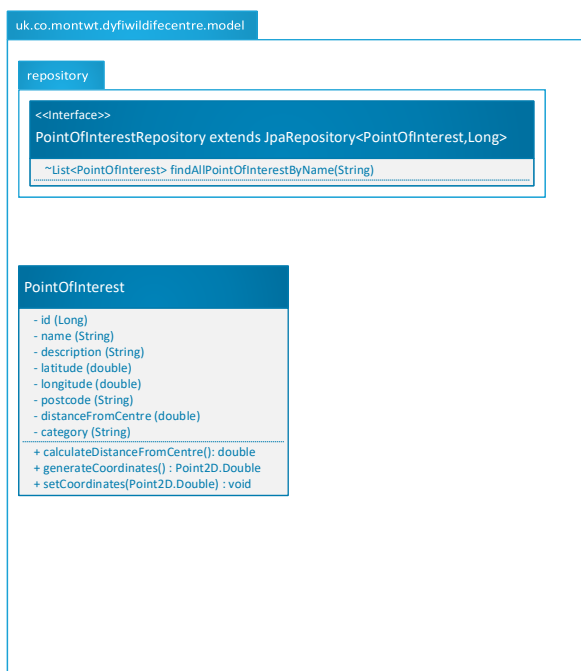 uk.co.montwt.dyfiwildifecentre.model
repository
<<Interface>>
PointOfInterestRepository extends JpaRepository<PointOfInterest,Long>
~List<PointOfInterest> findAllPointOfInterestByName(String)
PointOfInterest
- id (Long)
- name (String)
- description (String)
- latitude (double)
- longitude (double)
- postcode (String)
- distanceFromCentre (double)
- category (String)
+ calculateDistanceFromCentre(): double
+ generateCoordinates() : Point2D.Double
+ setCoordinates(Point2D.Double) : void